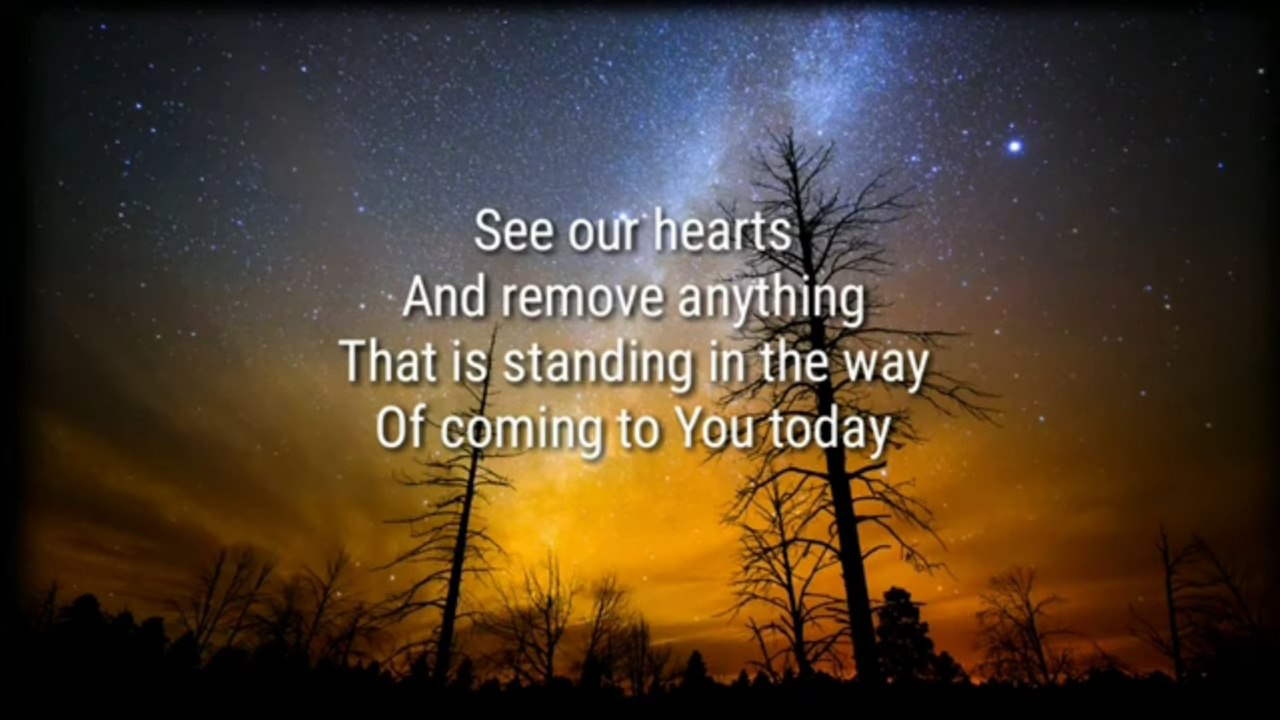 See our hearts
And remove anything
That is standing in the way
Of coming to You today